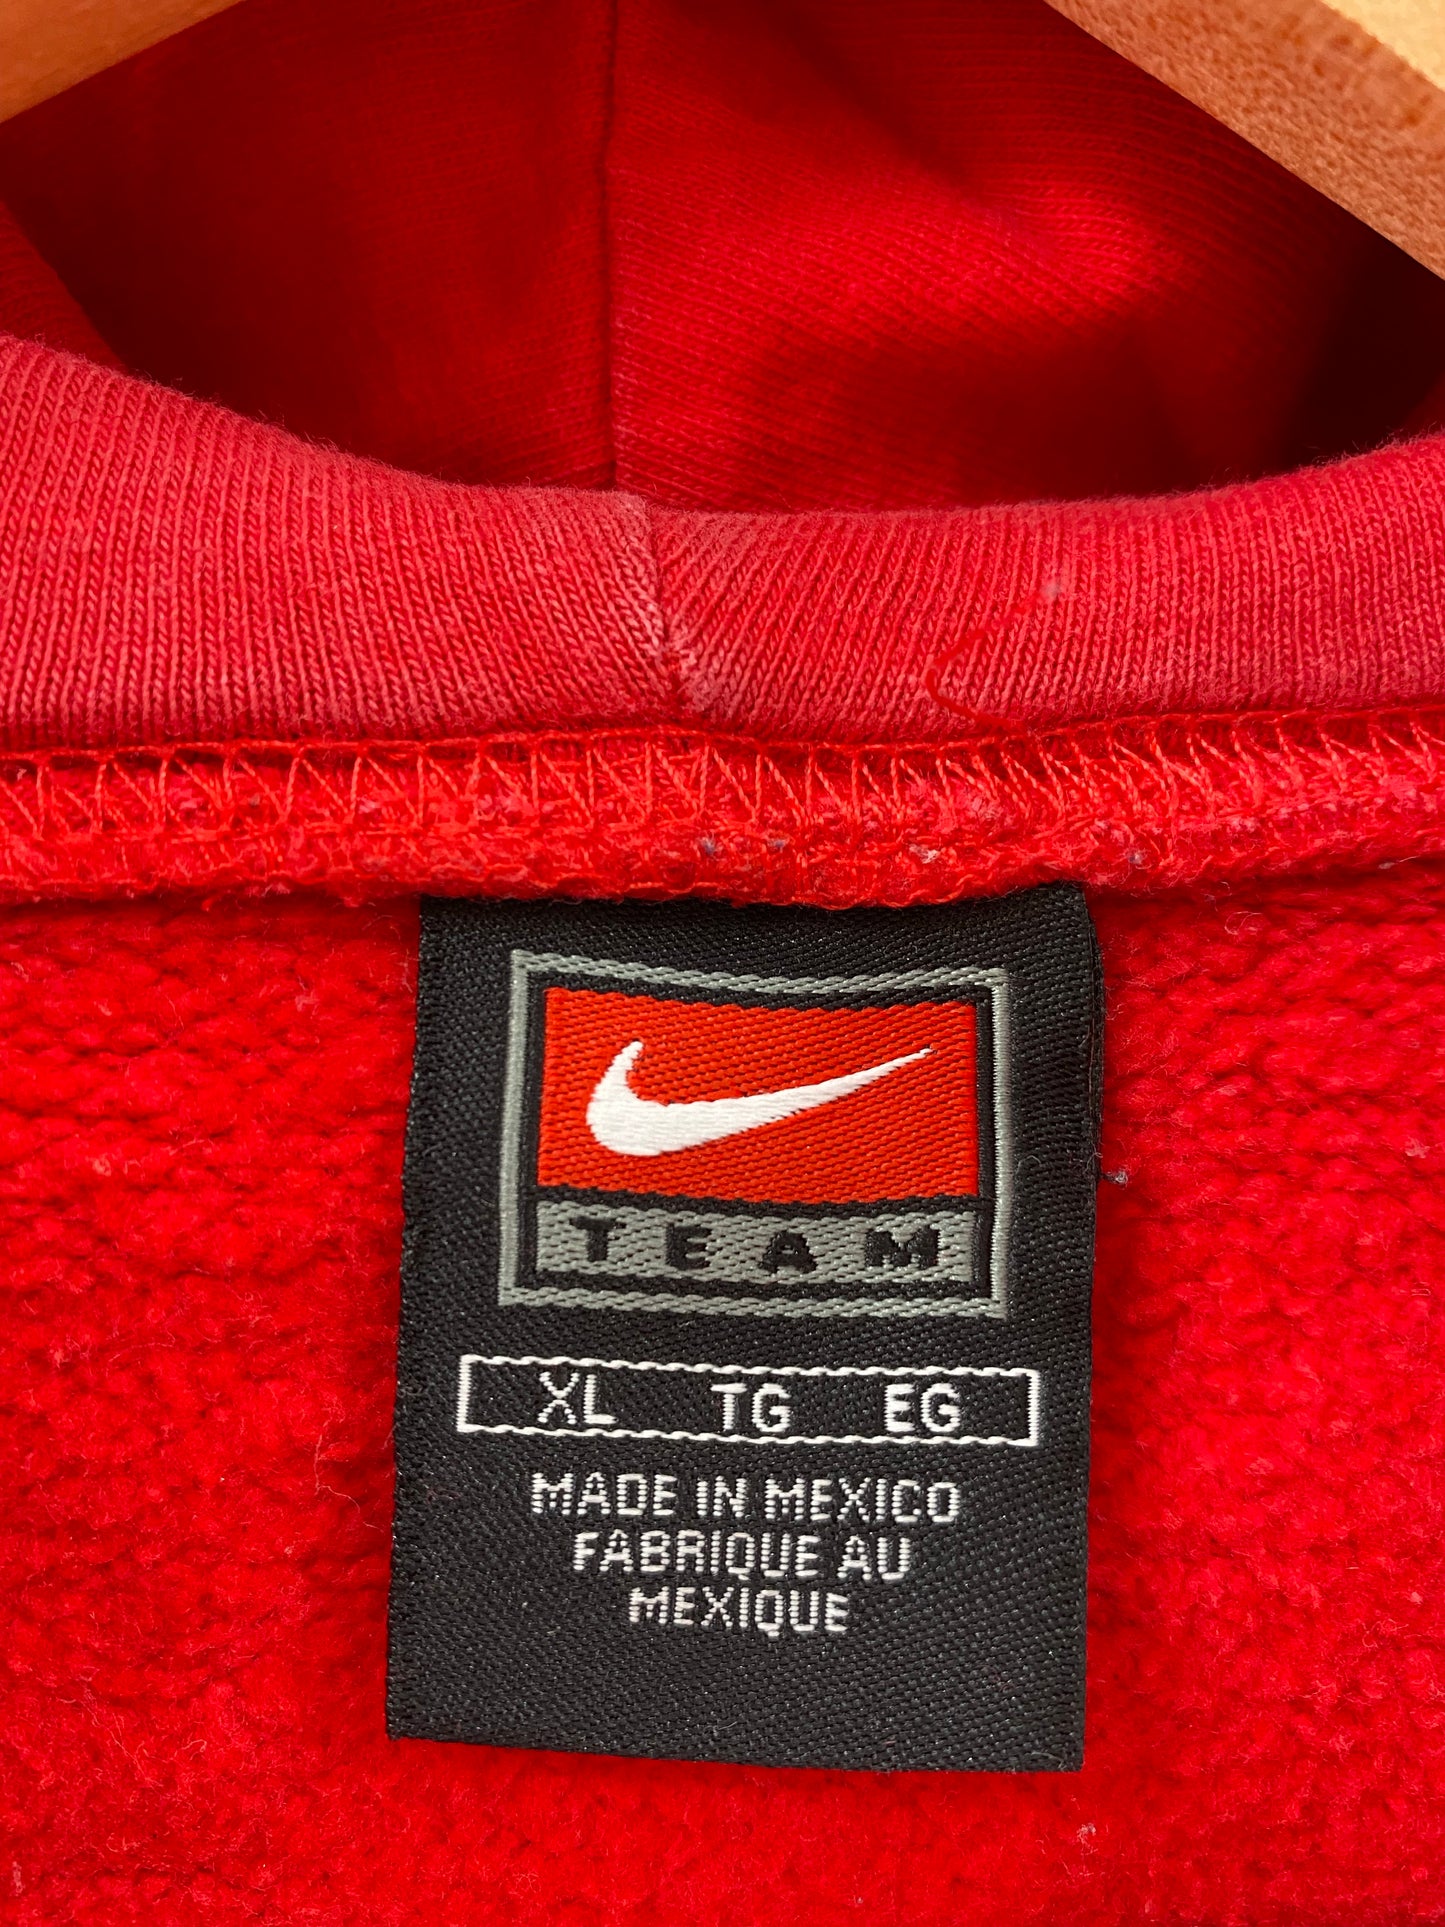 TEAM
XL TG EG
MADE IN MEXICO
FABRIQUE AU
MEXIQUE